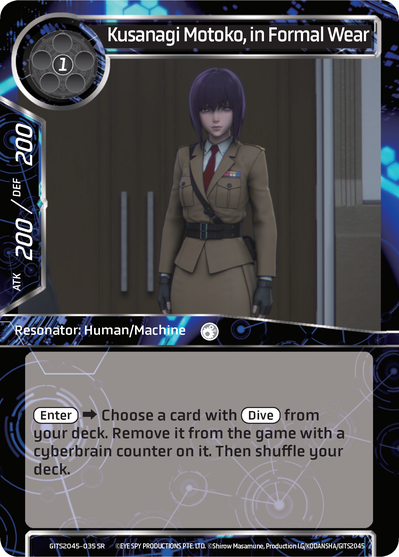 Kusanagi Motoko, in Formal Wear
1
ATK 200 / DEF 200
Resonator: Human/Machine
Enter ➡ Choose a card with Dive from
your deck. Remove it from the game with a
cyberbrain counter on it. Then shuffle your
deck.
GITS2045-035 SR ©EYE SPY PRODUCTIONS PTE. LTD. ©Shirow Masamune, Production I.G/KODANSHA/GITS2045